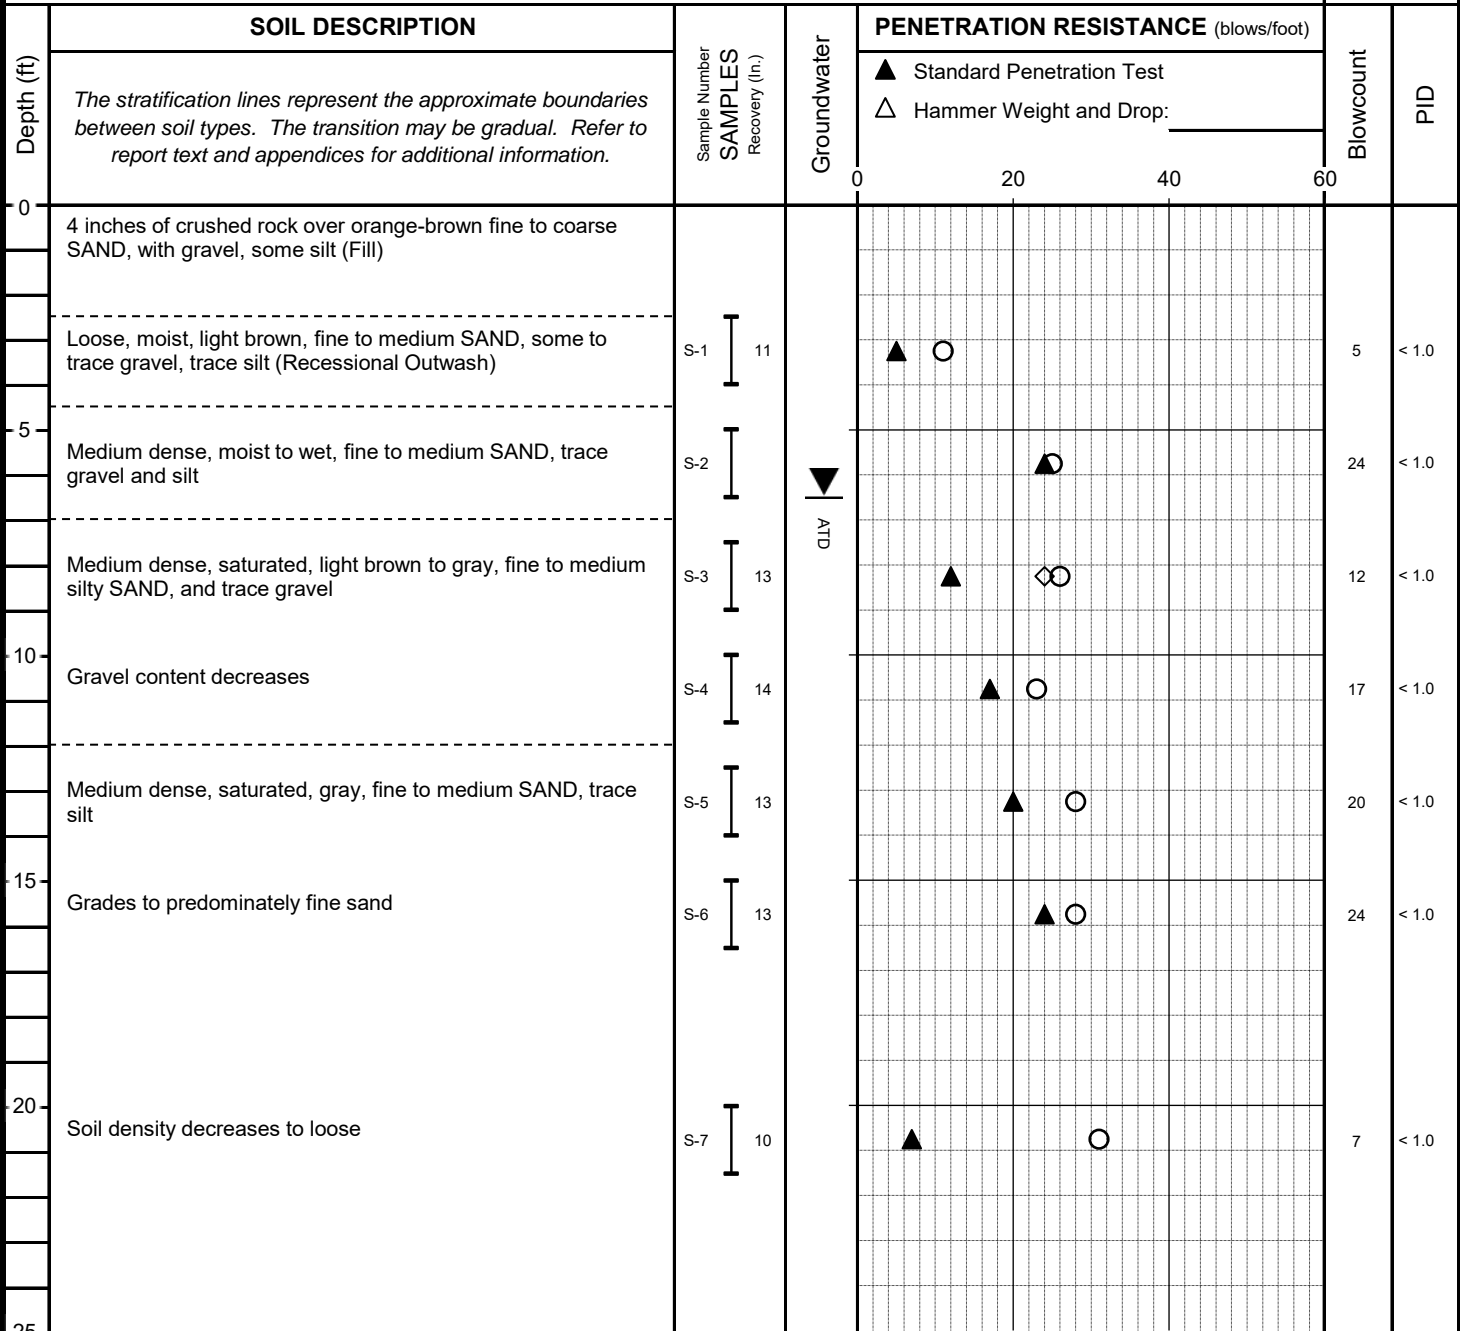 SOIL DESCRIPTION
PENETRATION RESISTANCE (blows/foot)
Depth (ft)
The stratification lines represent the approximate boundaries
between soil types. The transition may be gradual. Refer to
report text and appendices for additional information.
Sample Number
SAMPLES
Recovery (In.)
Groundwater
Standard Penetration Test
Hammer Weight and Drop:
Blowcount
PID
0 20 40 60
0
4 inches of crushed rock over orange-brown fine to coarse
SAND, with gravel, some silt (Fill)
Loose, moist, light brown, fine to medium SAND, some to
trace gravel, trace silt (Recessional Outwash)
S-1 11 5 < 1.0
5
Medium dense, moist to wet, fine to medium SAND, trace
gravel and silt
S-2 24 < 1.0
ATD
Medium dense, saturated, light brown to gray, fine to medium
silty SAND, and trace gravel
S-3 13 12 < 1.0
10
Gravel content decreases
S-4 14 17 < 1.0
Medium dense, saturated, gray, fine to medium SAND, trace
silt
S-5 13 20 < 1.0
15
Grades to predominately fine sand
S-6 13 24 < 1.0
20
Soil density decreases to loose
S-7 10 7 < 1.0
25